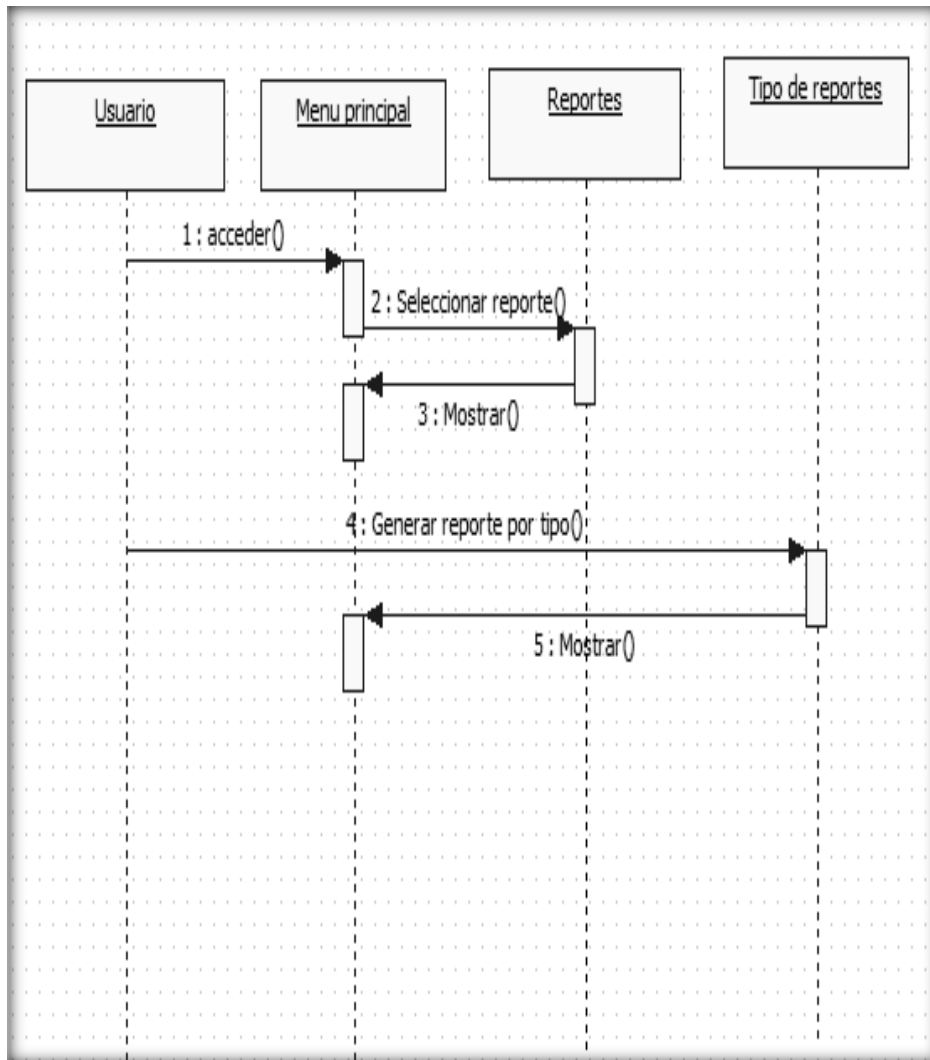 Usuario
Menu principal
Reportes
Tipo de reportes
1 : acceder()
2 : Seleccionar reporte()
3 : Mostrar()
4 : Generar reporte por tipo()
5 : Mostrar()